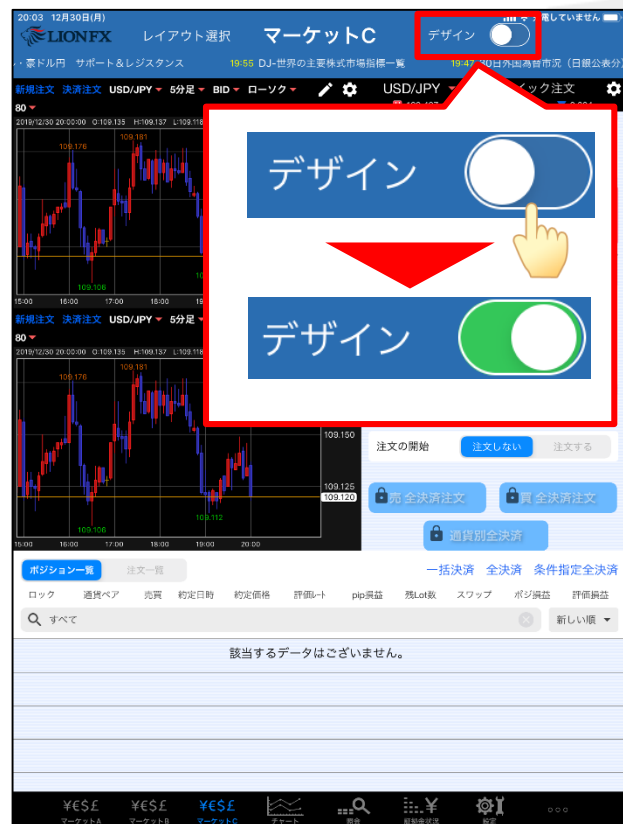 20:03 12月30日(月)
充電していません
LIONFX レイアウト選択 マーケットC デザイン
・豪ドル円 サポート＆レジスタンス 19:55 DJ-世界の主要株式市場指標一覧 19:47 30日外国為替市況（日銀公表分）
新規注文 決済注文 USD/JPY 5分足 BID ローソク
USD/JPY クイック注文
80
2019/12/30 20:00:00 O:109.135 H:109.137 L:109.118
109.176
109.181
109.106
15:00 16:00 17:00 18:00
デザイン
デザイン
新規注文 決済注文 USD/JPY 5分足
80
2019/12/30 20:00:00 O:109.135 H:109.137 L:109.118
109.176
109.181
109.150
109.125
109.120
109.112
109.106
15:00 16:00 17:00 18:00 19:00 20:00
注文の開始 注文しない 注文する
売 全決済注文 買 全決済注文
通貨別全決済
ポジション一覧 注文一覧 一括決済 全決済 条件指定全決済
ロック 通貨ペア 売買 約定日時 約定価格 評価レート pip損益 残Lot数 スワップ ポジ損益 評価損益
すべて 新しい順
該当するデータはございません。
¥€$£ ¥€$£ ¥€$£
マーケットA マーケットB マーケットC チャート 照会 証拠金状況 設定